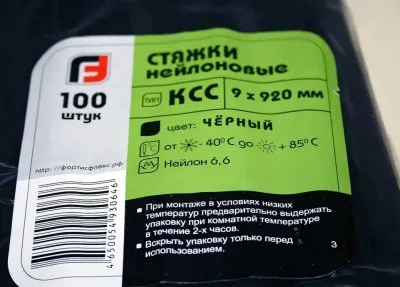 СТЯЖКИ
НЕЙЛОНОВЫЕ
100
штук
ТИП КСС 9 x 920 мм
цвет: ЧЁРНЫЙ
от -40°C до +85°C
Нейлон 6,6
http://фортисфлекс.рф
4650054930646
• При монтаже в условиях низких
температур предварительно выдержать
упаковку при комнатной температуре
в течение 2-х часов.
• Вскрыть упаковку только перед
использованием.
3